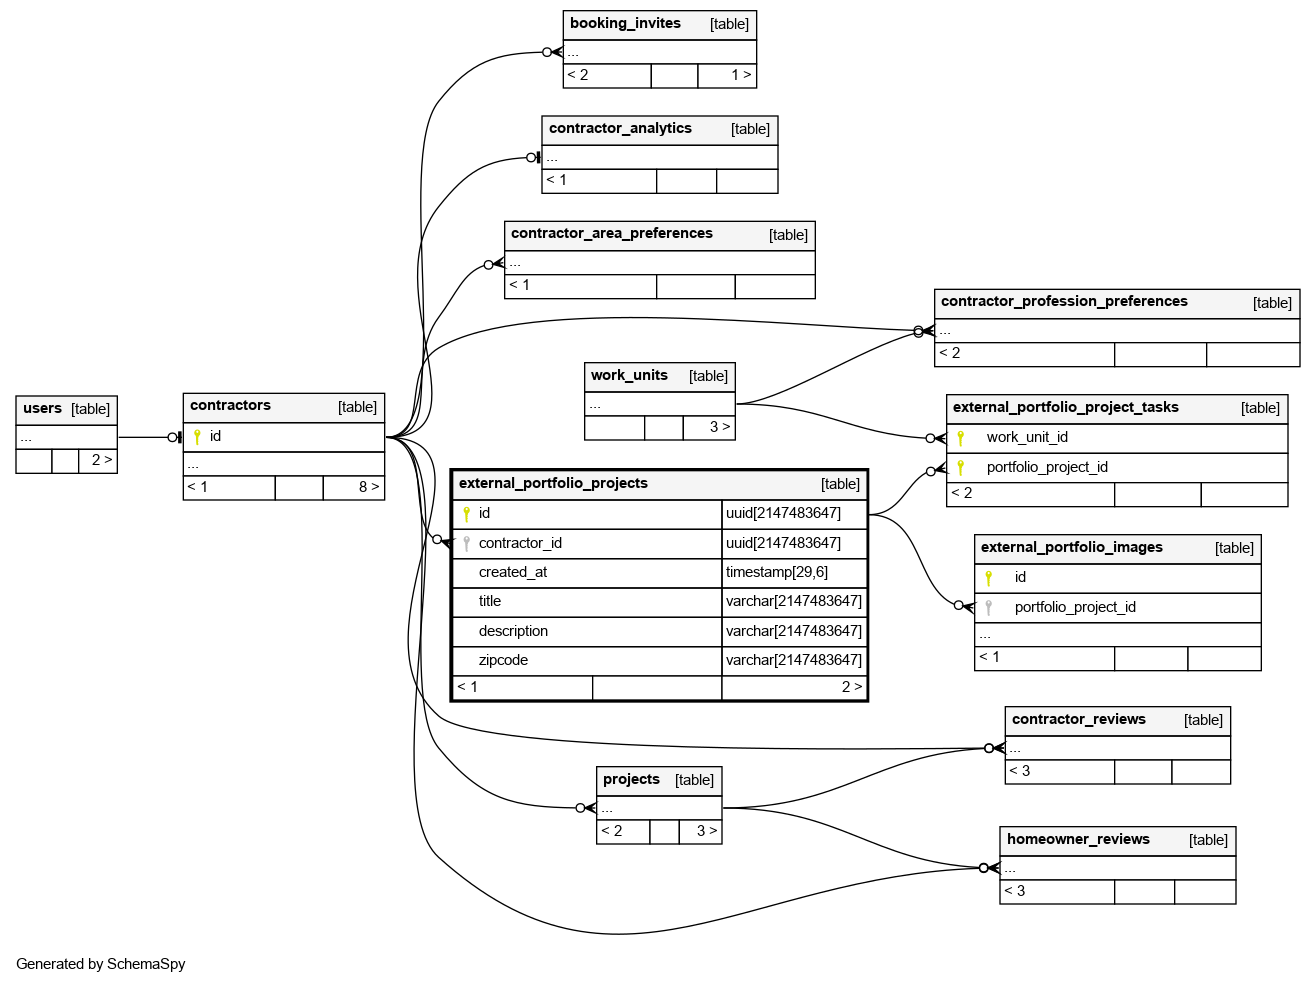 booking_invites [table]
...
< 2 1 >
contractor_analytics [table]
...
< 1
contractor_area_preferences [table]
...
< 1
contractor_profession_preferences [table]
...
< 2
work_units [table]
...
3 >
users [table]
...
2 >
contractors [table]
id
...
< 1 8 >
external_portfolio_project_tasks [table]
work_unit_id
portfolio_project_id
< 2
external_portfolio_projects [table]
id uuid[2147483647]
contractor_id uuid[2147483647]
created_at timestamp[29,6]
title varchar[2147483647]
description varchar[2147483647]
zipcode varchar[2147483647]
< 1 2 >
external_portfolio_images [table]
id
portfolio_project_id
...
< 1
contractor_reviews [table]
...
< 3
projects [table]
...
< 2 3 >
homeowner_reviews [table]
...
< 3
Generated by SchemaSpy